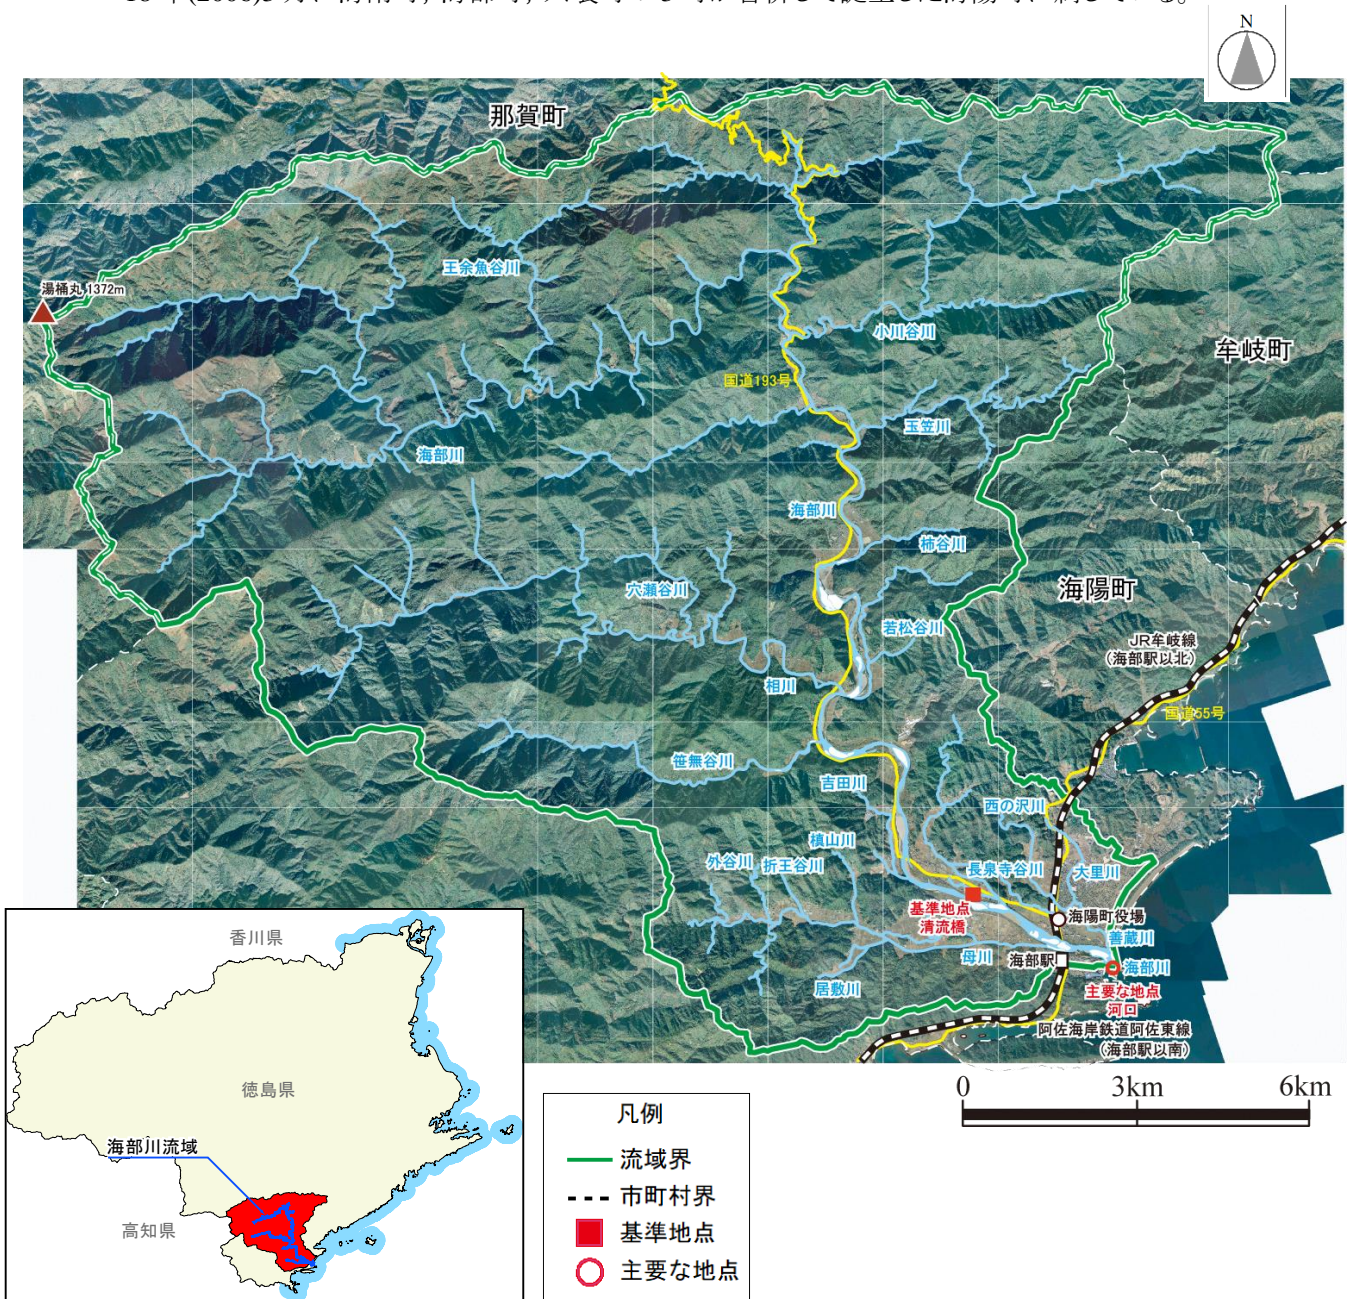 N
那賀町
湯桶丸 1372m
王余魚谷川
小川谷川
牟岐町
国道193号
玉笠川
海部川
海部川
柿谷川
穴瀬谷川
海陽町
若松谷川
JR牟岐線
(海部駅以北)
相川
国道55号
笹無谷川
吉田川
西の沢川
槙山川
外谷川
折王谷川
長泉寺谷川
大里川
基準地点
清流橋
海陽町役場
善蔵川
母川
海部駅
海部川
居敷川
主要な地点
河口
阿佐海岸鉄道阿佐東線
(海部駅以南)
0 3km 6km
香川県
徳島県
海部川流域
高知県
凡例
流域界
市町村界
基準地点
主要な地点